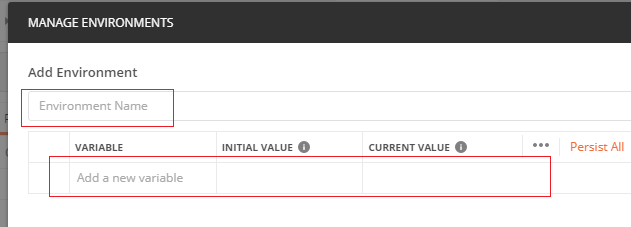 MANAGE ENVIRONMENTS
Add Environment
Environment Name
VARIABLE INITIAL VALUE CURRENT VALUE ••• Persist All
Add a new variable